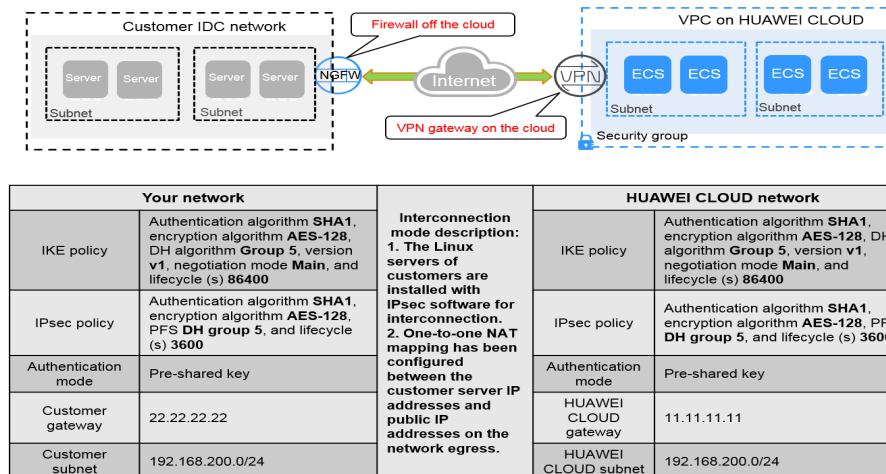 Customer IDC network
Firewall off the cloud
VPC on HUAWEI CLOUD
Server
Server
Subnet
Server
Server
Subnet
NGFW
Internet
VPN
VPN gateway on the cloud
ECS
ECS
Subnet
ECS
ECS
Subnet
Security group
Your network
IKE policy
Authentication algorithm SHA1,
encryption algorithm AES-128,
DH algorithm Group 5, version
v1, negotiation mode Main, and
lifecycle (s) 86400
IPsec policy
Authentication algorithm SHA1,
encryption algorithm AES-128,
PFS DH group 5, and lifecycle
(s) 3600
Authentication
mode
Pre-shared key
Customer
gateway
22.22.22.22
Customer
subnet
192.168.200.0/24
Interconnection
mode description:
1. The Linux
servers of
customers are
installed with
IPsec software for
interconnection.
2. One-to-one NAT
mapping has been
configured
between the
customer server IP
addresses and
public IP
addresses on the
network egress.
HUAWEI CLOUD network
IKE policy
Authentication algorithm SHA1,
encryption algorithm AES-128, DH
algorithm Group 5, version v1,
negotiation mode Main, and
lifecycle (s) 86400
IPsec policy
Authentication algorithm SHA1,
encryption algorithm AES-128, PF
DH group 5, and lifecycle (s) 3600
Authentication
mode
Pre-shared key
HUAWEI
CLOUD
gateway
11.11.11.11
HUAWEI
CLOUD subnet
192.168.200.0/24